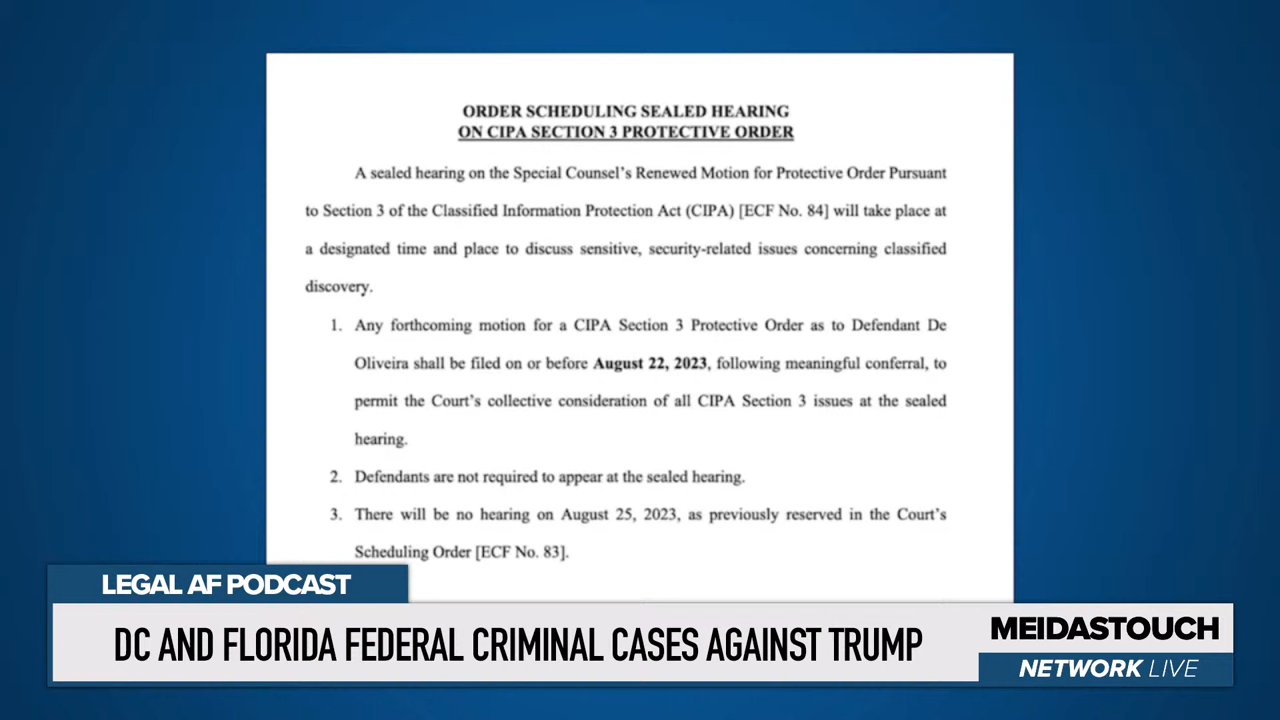 ORDER SCHEDULING SEALED HEARING
ON CIPA SECTION 3 PROTECTIVE ORDER
A sealed hearing on the Special Counsel's Renewed Motion for Protective Order Pursuant
to Section 3 of the Classified Information Protection Act (CIPA) [ECF No. 84] will take place at
a designated time and place to discuss sensitive, security-related issues concerning classified
discovery.
1. Any forthcoming motion for a CIPA Section 3 Protective Order as to Defendant De
Oliveira shall be filed on or before August 22, 2023, following meaningful conferral, to
permit the Court's collective consideration of all CIPA Section 3 issues at the sealed
hearing.
2. Defendants are not required to appear at the sealed hearing.
3. There will be no hearing on August 25, 2023, as previously reserved in the Court's
Scheduling Order [ECF No. 83].
LEGAL AF PODCAST
DC AND FLORIDA FEDERAL CRIMINAL CASES AGAINST TRUMP
MEIDASTOUCH
NETWORK LIVE